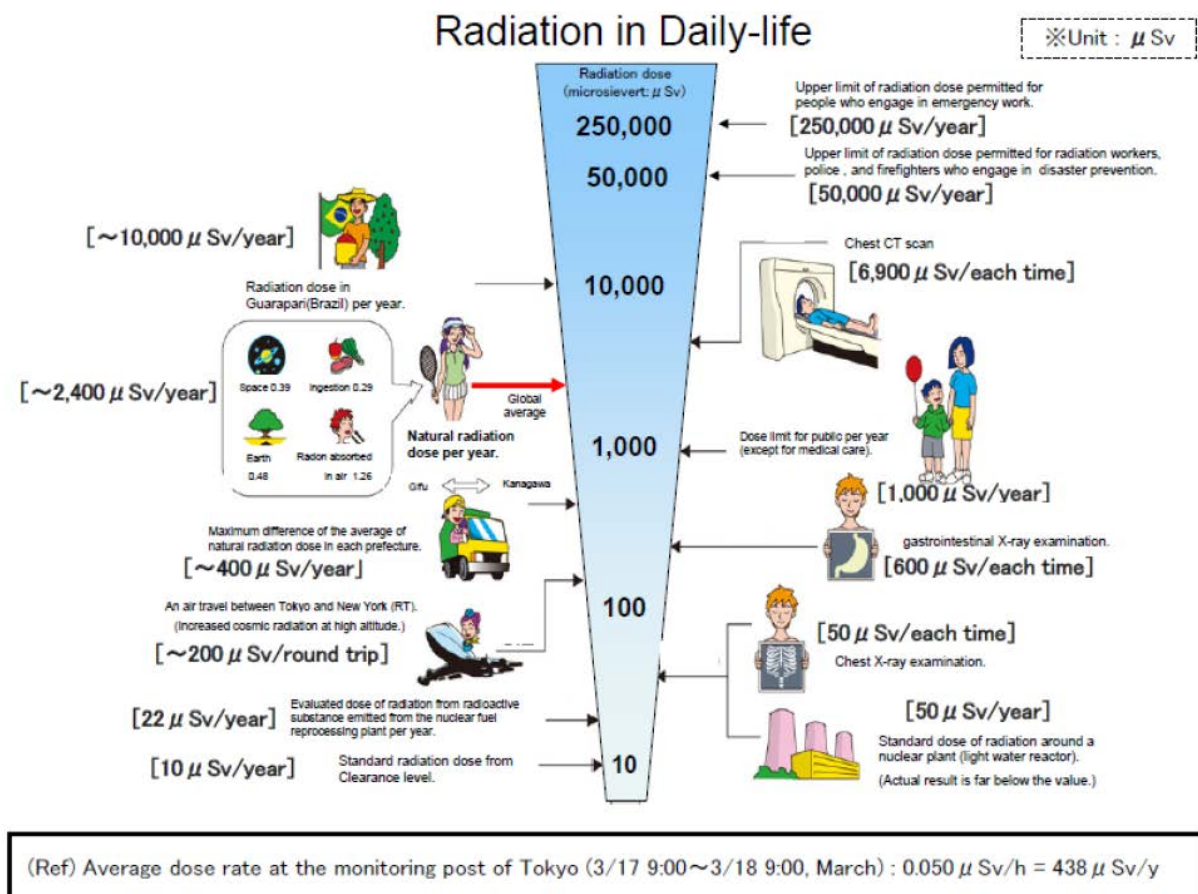 Radiation in Daily-life
※Unit : μ Sv
Radiation dose
(microsievert: μ Sv)
250,000
50,000
10,000
1,000
100
10
Upper limit of radiation dose permitted for
people who engage in emergency work.
[250,000 μ Sv/year]
Upper limit of radiation dose permitted for radiation workers,
police , and firefighters who engage in disaster prevention.
[50,000 μ Sv/year]
[~10,000 μ Sv/year]
Radiation dose in
Guarapari(Brazil) per year.
Chest CT scan
[6,900 μ Sv/each time]
[~2,400 μ Sv/year]
Space 0.39
Ingestion 0.29
Earth
0.48
Radon absorbed
in air 1.26
Natural radiation
dose per year.
Global
average
Dose limit for public per year
(except for medical care).
[1,000 μ Sv/year]
Gifu
Kanagawa
Maximum difference of the average of
natural radiation dose in each prefecture.
[~400 μ Sv/year]
gastrointestinal X-ray examination.
[600 μ Sv/each time]
An air travel between Tokyo and New York (RT).
(Increased cosmic radiation at high altitude.)
[~200 μ Sv/round trip]
[50 μ Sv/each time]
Chest X-ray examination.
[22 μ Sv/year]
Evaluated dose of radiation from radioactive
substance emitted from the nuclear fuel
reprocessing plant per year.
[50 μ Sv/year]
Standard dose of radiation around a
nuclear plant (light water reactor).
(Actual result is far below the value.)
[10 μ Sv/year]
Standard radiation dose from
Clearance level.
(Ref) Average dose rate at the monitoring post of Tokyo (3/17 9:00~3/18 9:00, March) : 0.050 μ Sv/h = 438 μ Sv/y